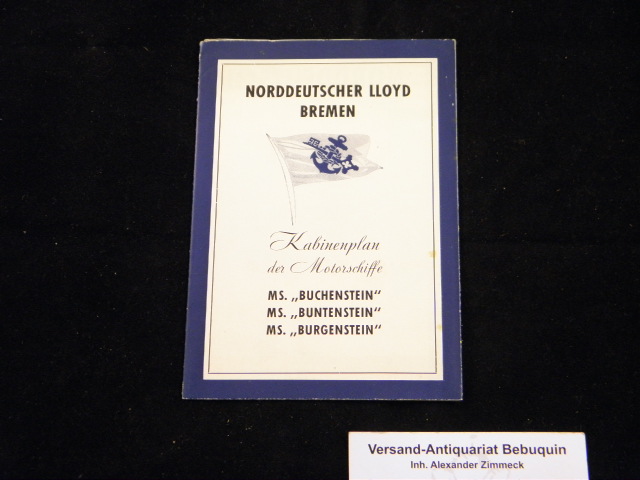 NORDDEUTSCHER LLOYD
BREMEN
Kabinenplan
der Motorschiffe
MS. „BUCHENSTEIN“
MS. „BUNTENSTEIN“
MS. „BURGENSTEIN“
Versand-Antiquariat Bebuquin
Inh. Alexander Zimmeck